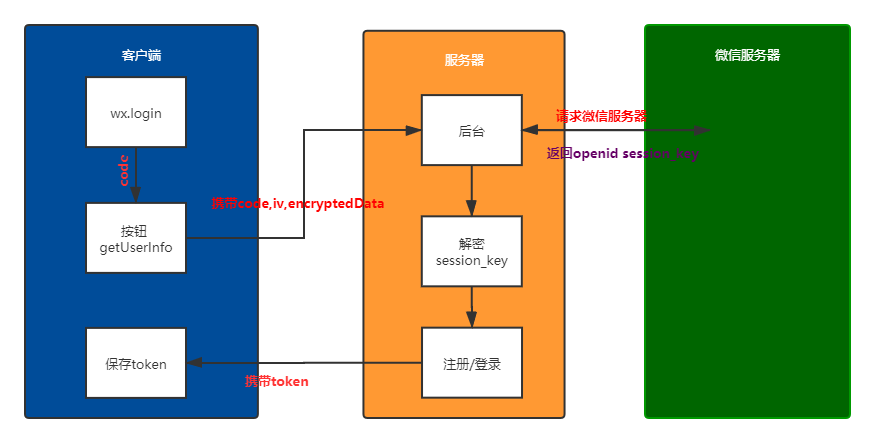 客户端
wx.login
code
按钮
getUserInfo
保存token
携带code,iv,encryptedData
携带token
服务器
后台
解密
session_key
注册/登录
请求微信服务器
返回openid session_key
微信服务器